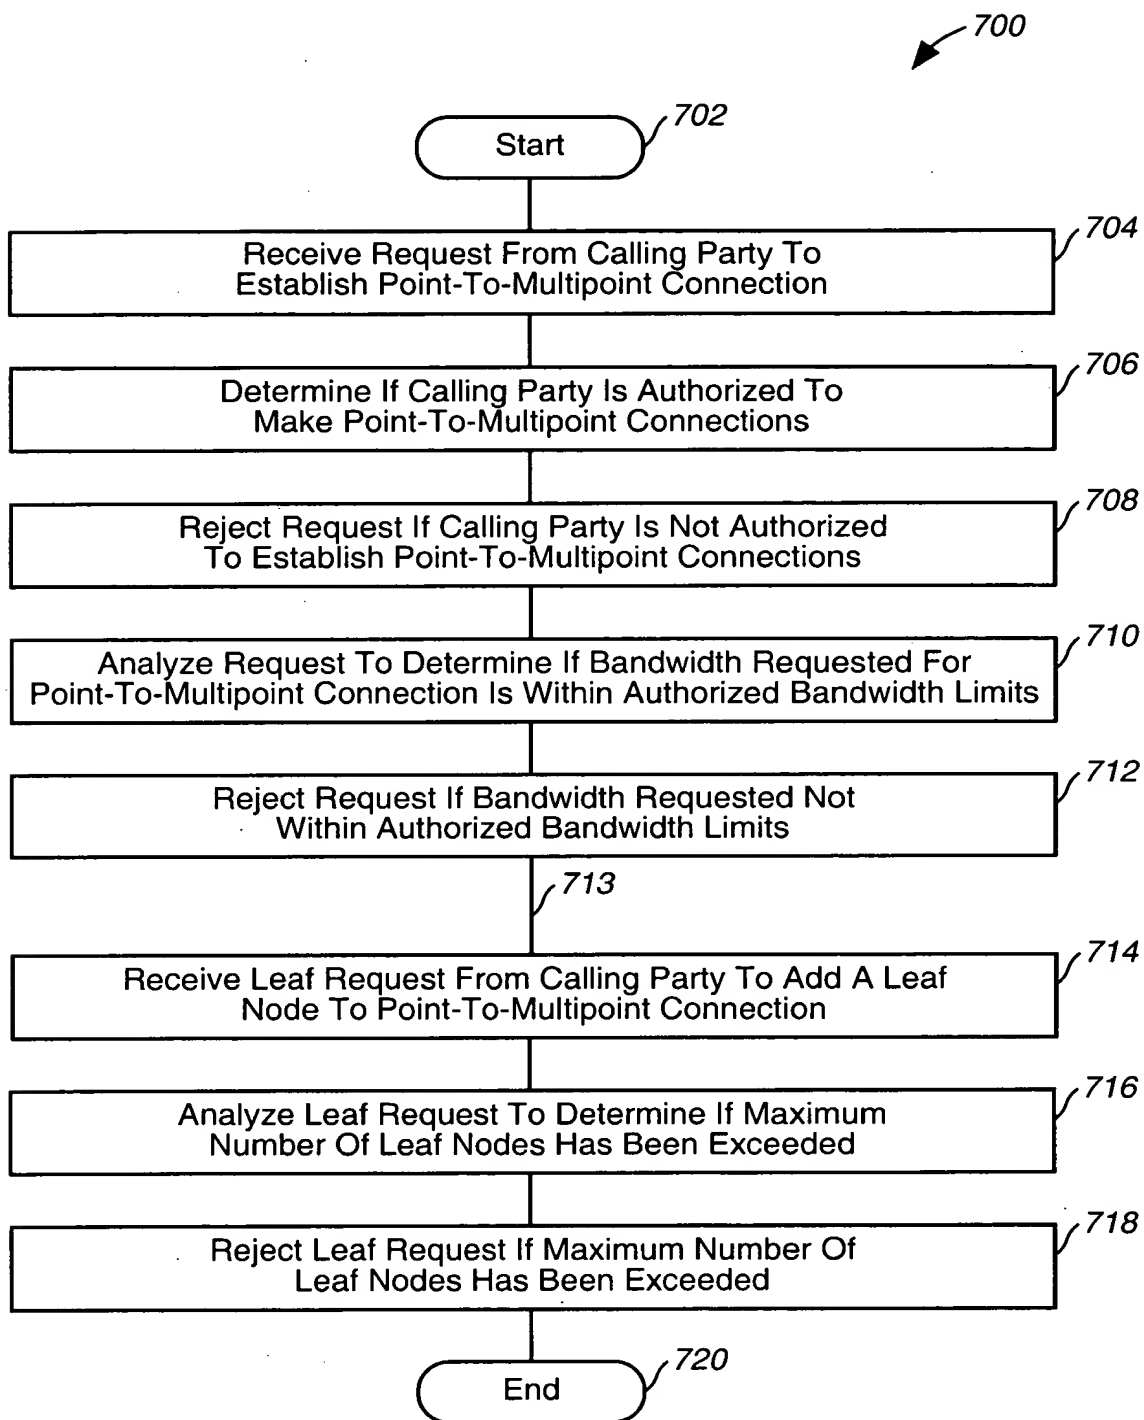 700
702
Start
704
Receive Request From Calling Party To
Establish Point-To-Multipoint Connection
706
Determine If Calling Party Is Authorized To
Make Point-To-Multipoint Connections
708
Reject Request If Calling Party Is Not Authorized
To Establish Point-To-Multipoint Connections
710
Analyze Request To Determine If Bandwidth Requested For
Point-To-Multipoint Connection Is Within Authorized Bandwidth Limits
712
Reject Request If Bandwidth Requested Not
Within Authorized Bandwidth Limits
713
714
Receive Leaf Request From Calling Party To Add A Leaf
Node To Point-To-Multipoint Connection
716
Analyze Leaf Request To Determine If Maximum
Number Of Leaf Nodes Has Been Exceeded
718
Reject Leaf Request If Maximum Number Of
Leaf Nodes Has Been Exceeded
720
End